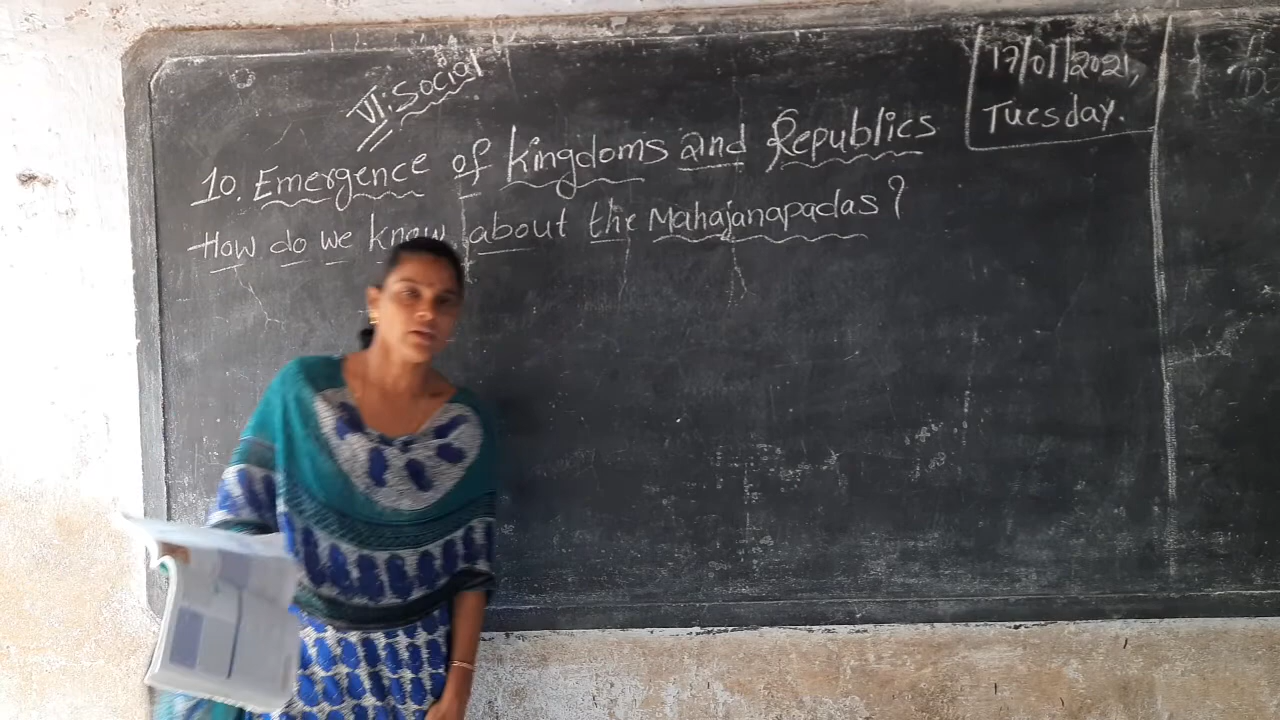 VI: Social
17/01/2021,
Tuesday.
10. Emergence of kingdoms and Republics
How do we know about the Mahajanapadas?